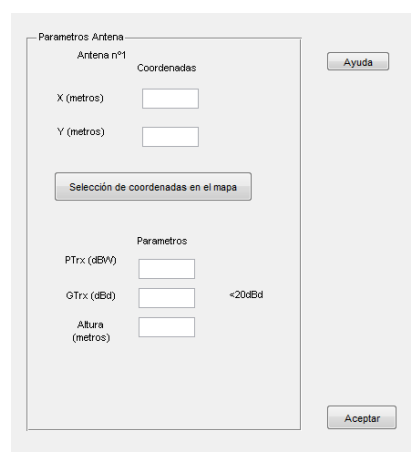 Parametros Antena
Antena nº1
Coordenadas
Ayuda
X (metros)
Y (metros)
Selección de coordenadas en el mapa
Parametros
PTrx (dBW)
GTrx (dBd) <20dBd
Altura
(metros)
Aceptar